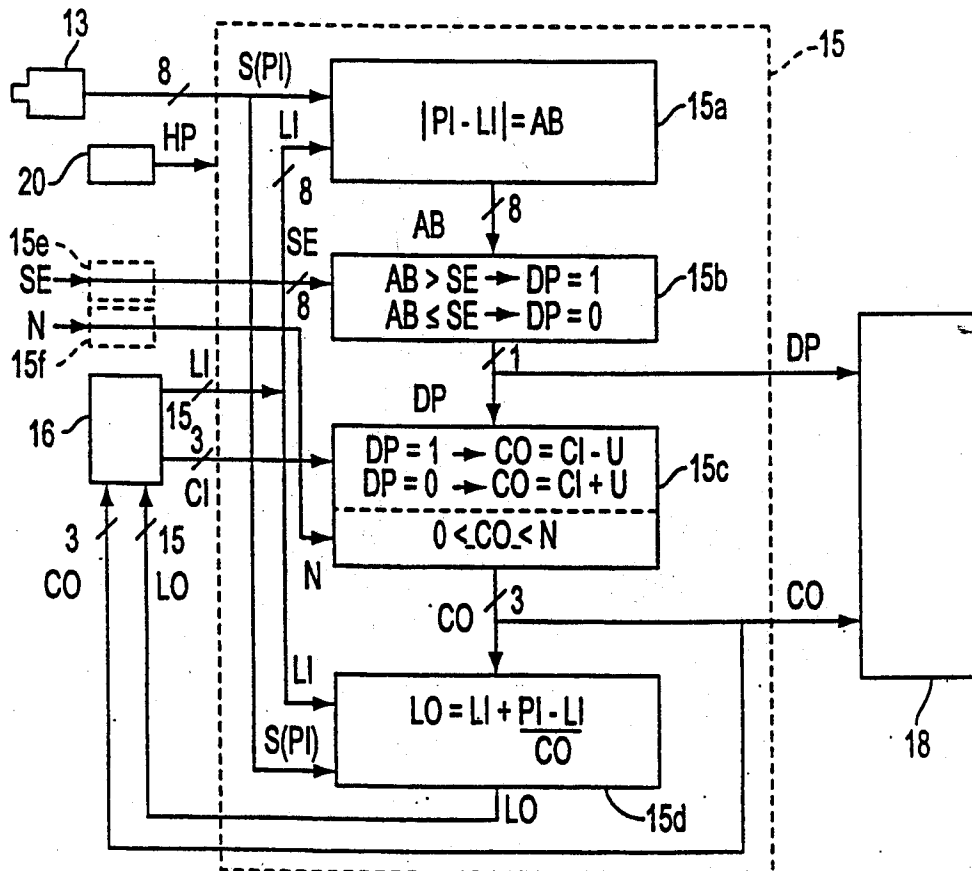 13
8
S(PI)
15
LI
|PI - LI| = AB
15a
HP
20
8
8
AB
SE
15e
SE
8
AB > SE → DP = 1
AB ≤ SE → DP = 0
15b
N
15f
1
DP
LI
DP
15
16
3
CI
DP = 1 → CO = CI - U
DP = 0 → CO = CI + U
15c
0 ≤ CO ≤ N
3
15
N
CO
LO
3
CO
CO
LI
LO = LI + PI - LI
CO
S(PI)
18
LO
15d